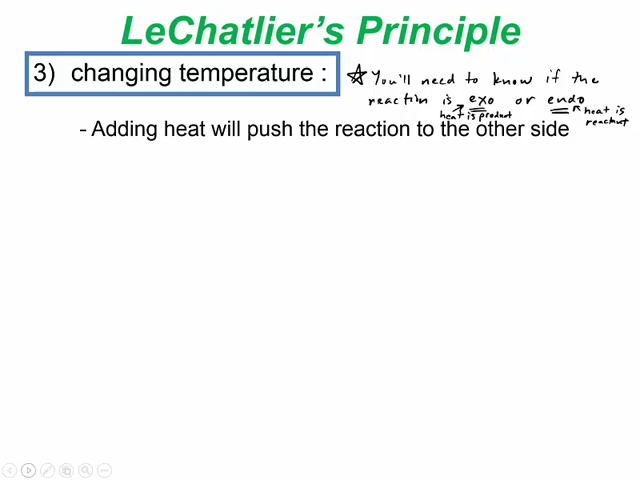 LeChatlier's Principle
3) changing temperature :
☆ You'll need to know if the
reaction is exo or endo
heat is product
heat is
reactant
- Adding heat will push the reaction to the other side